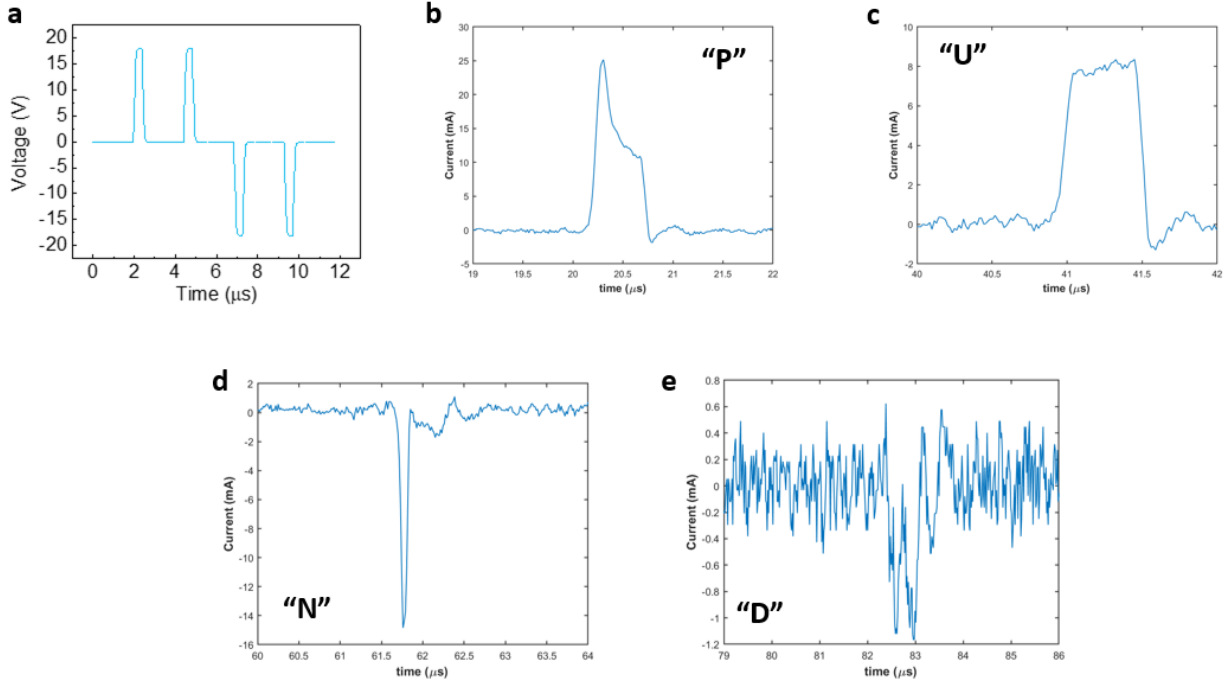 a
20
15
10
5
0
-5
-10
-15
-20
Voltage (V)
0 2 4 6 8 10 12
Time (μs)
b
"P"
30
25
20
15
10
5
0
-5
Current (mA)
19 19.5 20 20.5 21 21.5 22
time (μs)
c
"U"
10
8
6
4
2
0
-2
Current (mA)
40 40.5 41 41.5 42
time (μs)
d
"N"
2
0
-2
-4
-6
-8
-10
-12
-14
-16
Current (mA)
60 60.5 61 61.5 62 62.5 63 63.5 64
time (μs)
e
"D"
0.8
0.6
0.4
0.2
0
-0.2
-0.4
-0.6
-0.8
-1
-1.2
Current (mA)
79 80 81 82 83 84 85 86
time (μs)